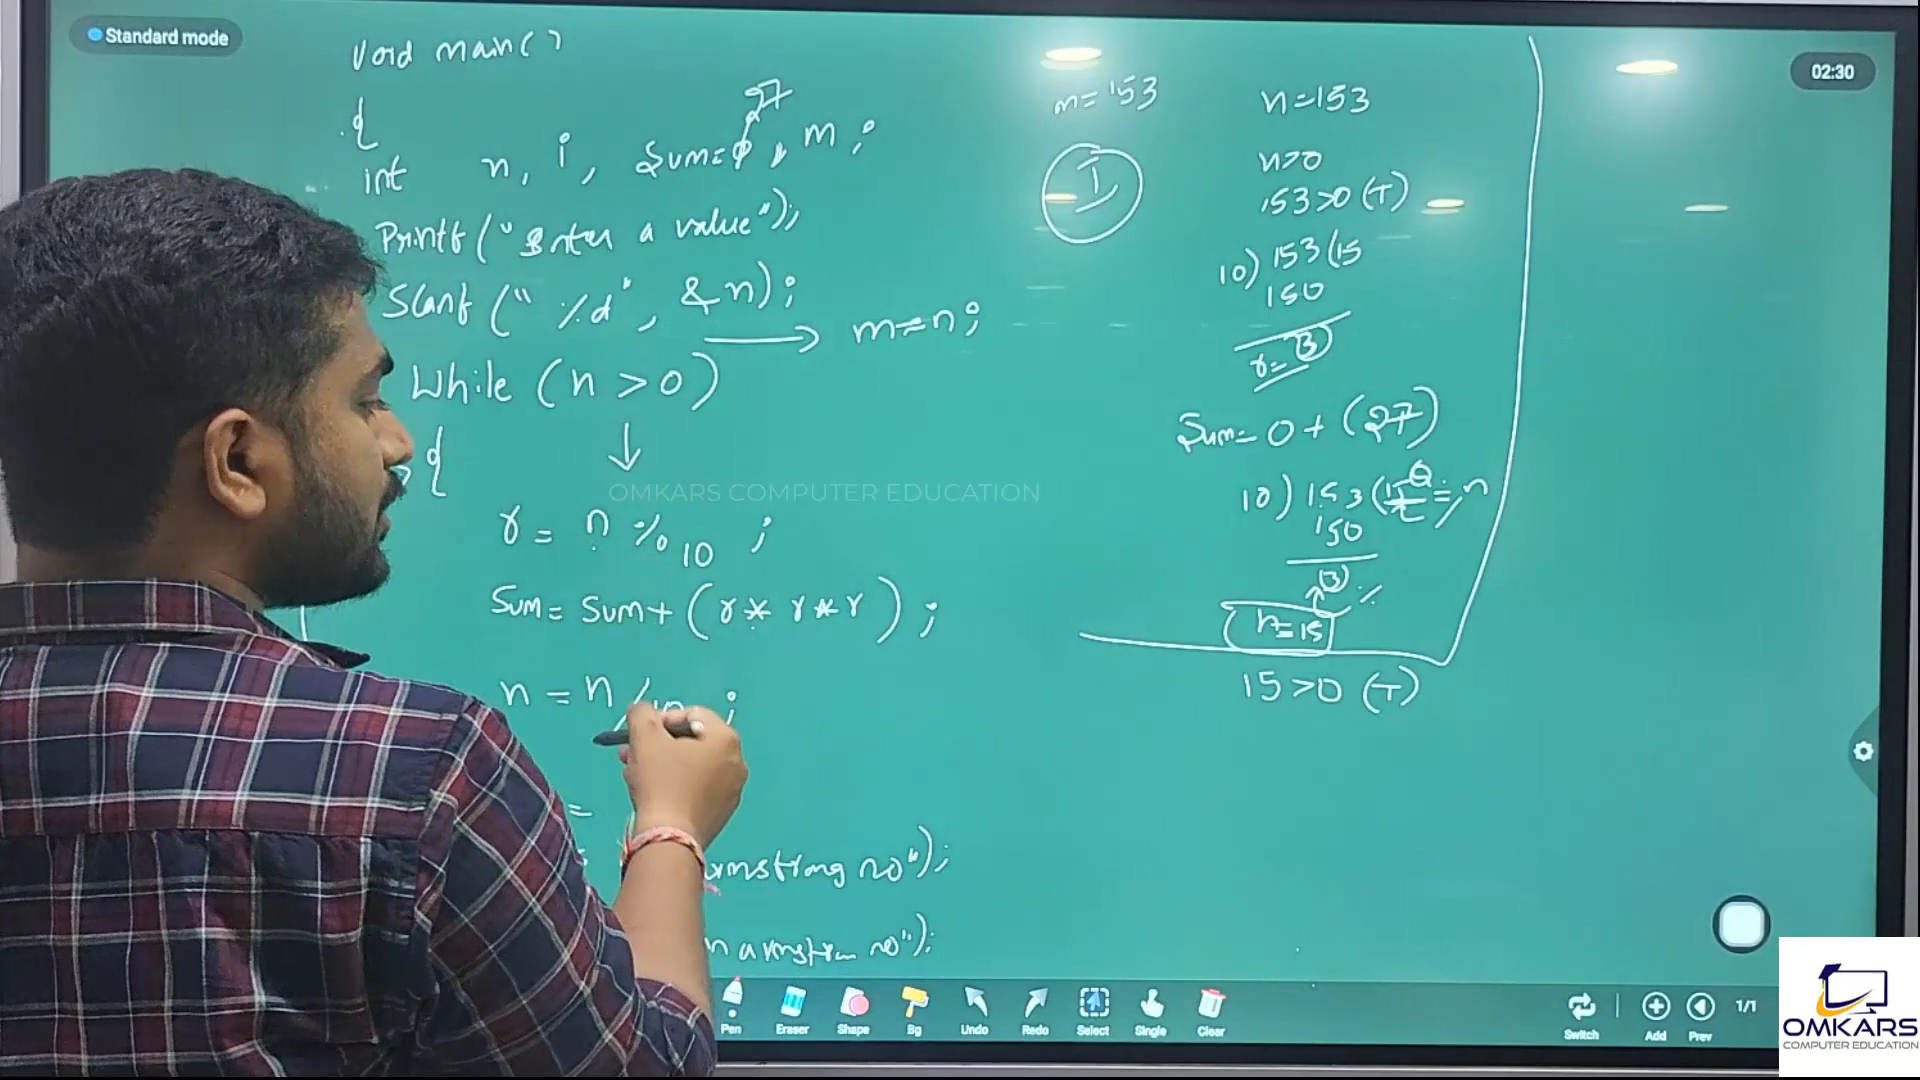 Standard mode
02:30
void main()
{
int n, i, sum=0, m;
27
Printf("Enter a value");
Scanf("%d", &n);
m=n;
While (n>0)
{
r = n % 10 ;
Sum = Sum + (r * r * r) ;
n = n/10 ;
=
armstrong no");
no");
m=153
I
n=153
n>0
153>0 (T)
10) 153 (15
150
r= 3
Sum= 0 + (27)
10) 153 (15 = n
150
3 %
n=15
15>0 (T)
OMKARS COMPUTER EDUCATION
Pen Eraser Shape Bg Undo Redo Select Single Clear
Switch Add Prev 1/1
OMKARS
COMPUTER EDUCATION